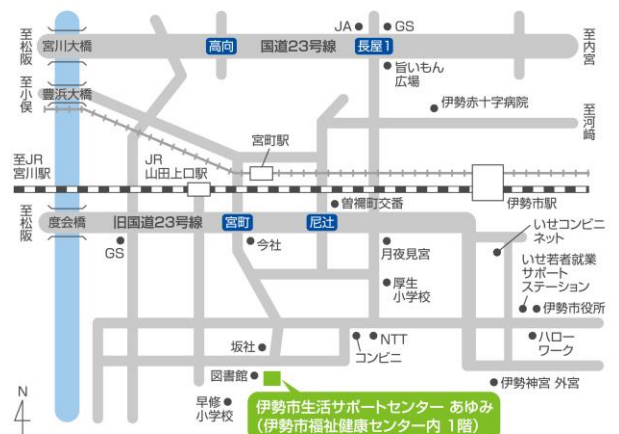 JA
GS
至松阪
宮川大橋
高向
国道23号線
長屋1
至内宮
旨いもん
広場
至小俣
豊浜大橋
伊勢赤十字病院
至河崎
宮町駅
至JR
宮川駅
JR
山田上口駅
曽禰町交番
伊勢市駅
至松阪
度会橋
旧国道23号線
宮町
尼辻
GS
今社
月夜見宮
いせコンビニ
ネット
厚生
小学校
いせ若者就業
サポート
ステーション
伊勢市役所
坂社
コンビニ
NTT
ハロー
ワーク
図書館
伊勢神宮 外宮
早修
小学校
伊勢市生活サポートセンター あゆみ
(伊勢市福祉健康センター内 1階)
N